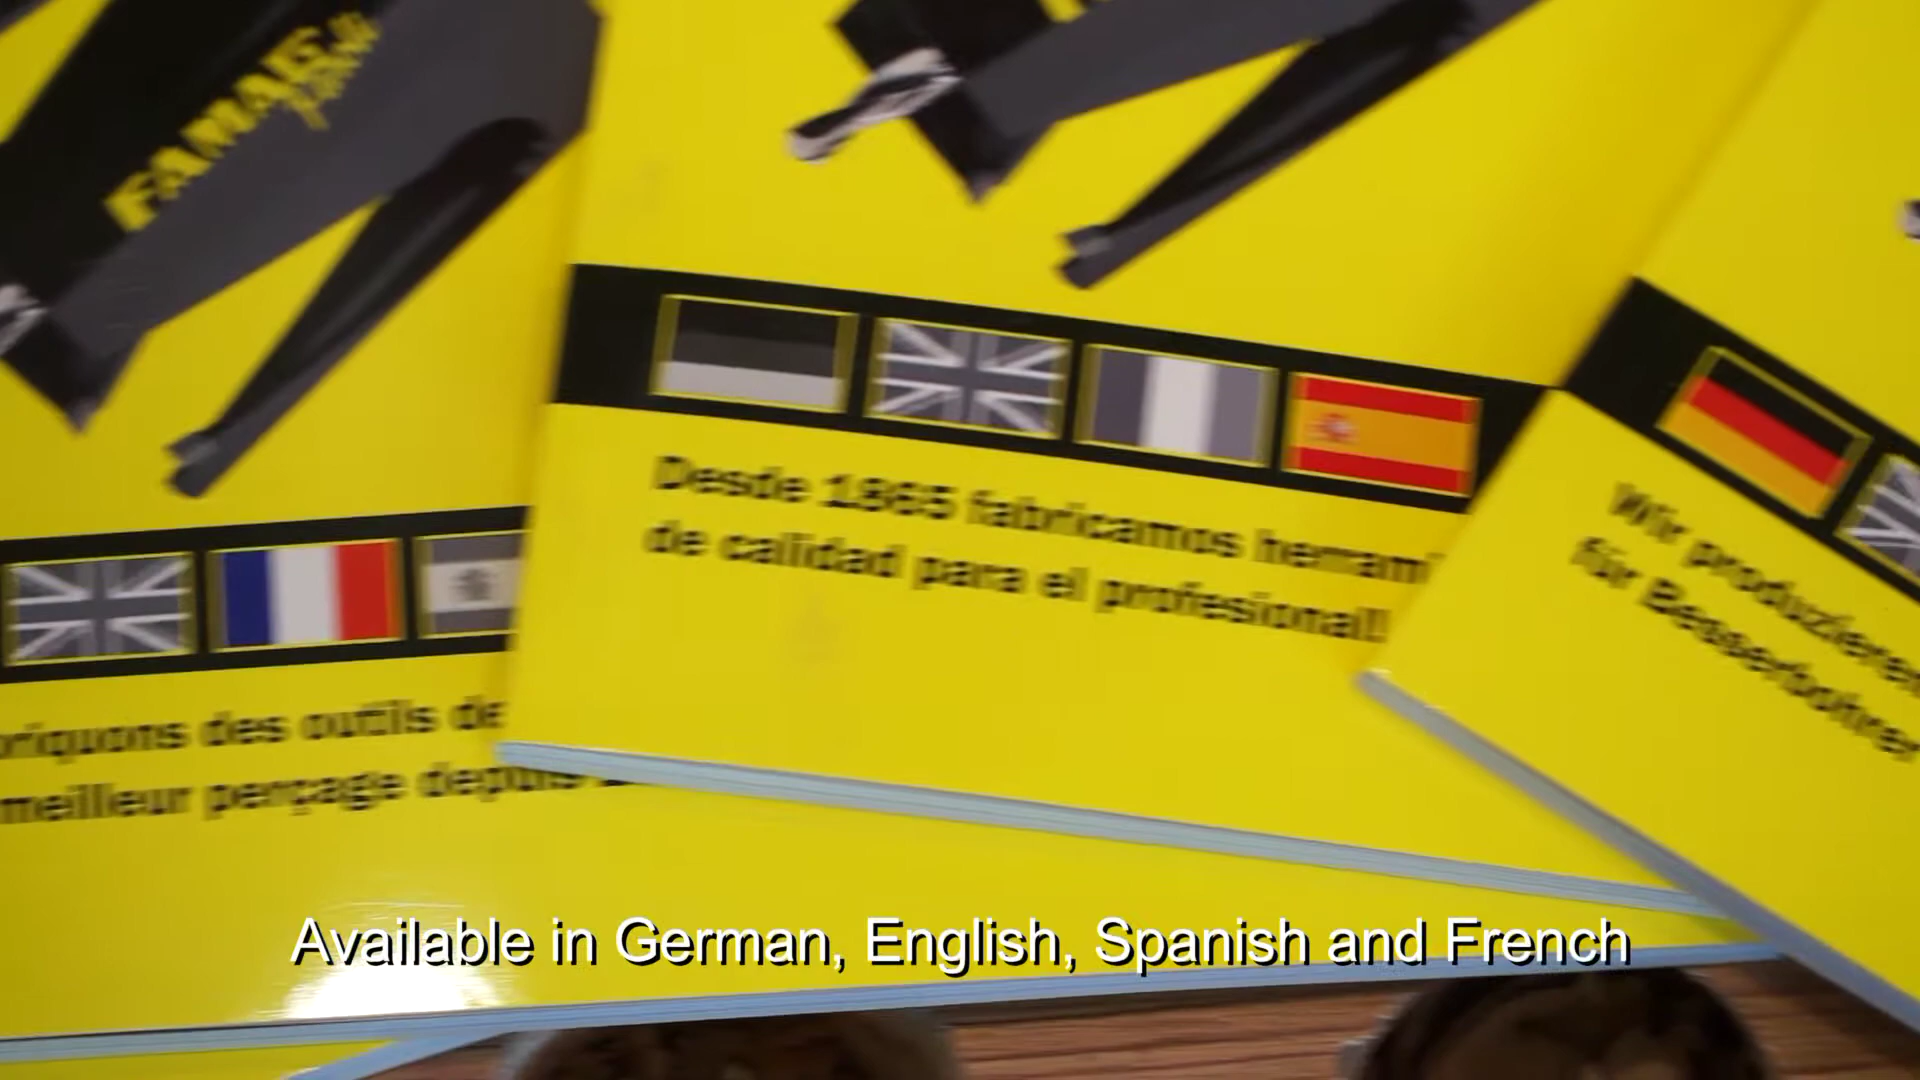 FAMAG
Desde 1865 fabricamos herrami
de calidad para el profesional!
Wir produzieren
für Besserbohrer
riquons des outils de
meilleur perçage depuis
Available in German, English, Spanish and French